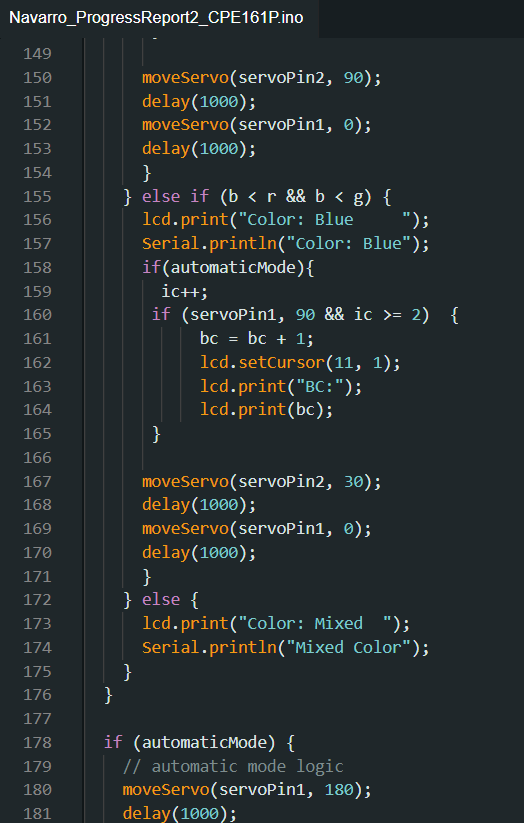 Navarro_ProgressReport2_CPE161P.ino
149
150 moveServo(servoPin2, 90);
151 delay(1000);
152 moveServo(servoPin1, 0);
153 delay(1000);
154 }
155 } else if (b < r && b < g) {
156 lcd.print("Color: Blue     ");
157 Serial.println("Color: Blue");
158 if(automaticMode){
159 ic++;
160 if (servoPin1, 90 && ic >= 2)  {
161 bc = bc + 1;
162 lcd.setCursor(11, 1);
163 lcd.print("BC:");
164 lcd.print(bc);
165 }
166
167 moveServo(servoPin2, 30);
168 delay(1000);
169 moveServo(servoPin1, 0);
170 delay(1000);
171 }
172 } else {
173 lcd.print("Color: Mixed  ");
174 Serial.println("Mixed Color");
175 }
176 }
177
178 if (automaticMode) {
179 // automatic mode logic
180 moveServo(servoPin1, 180);
181 delay(1000);